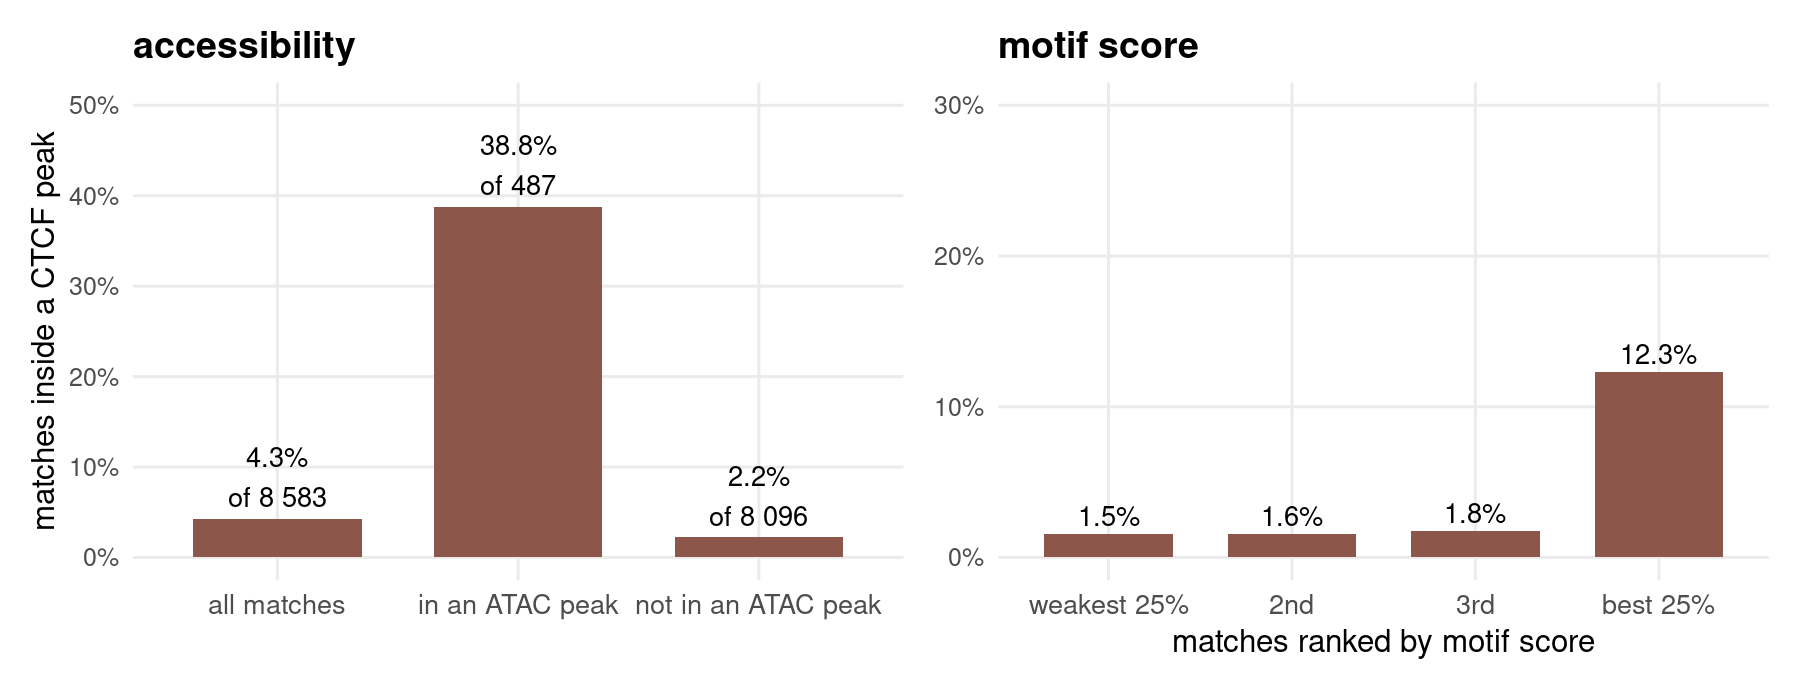 accessibility
matches inside a CTCF peak
50%
40%
30%
20%
10%
0%
4.3%
of 8 583
38.8%
of 487
2.2%
of 8 096
all matches
in an ATAC peak
not in an ATAC peak
motif score
30%
20%
10%
0%
1.5%
1.6%
1.8%
12.3%
weakest 25%
2nd
3rd
best 25%
matches ranked by motif score